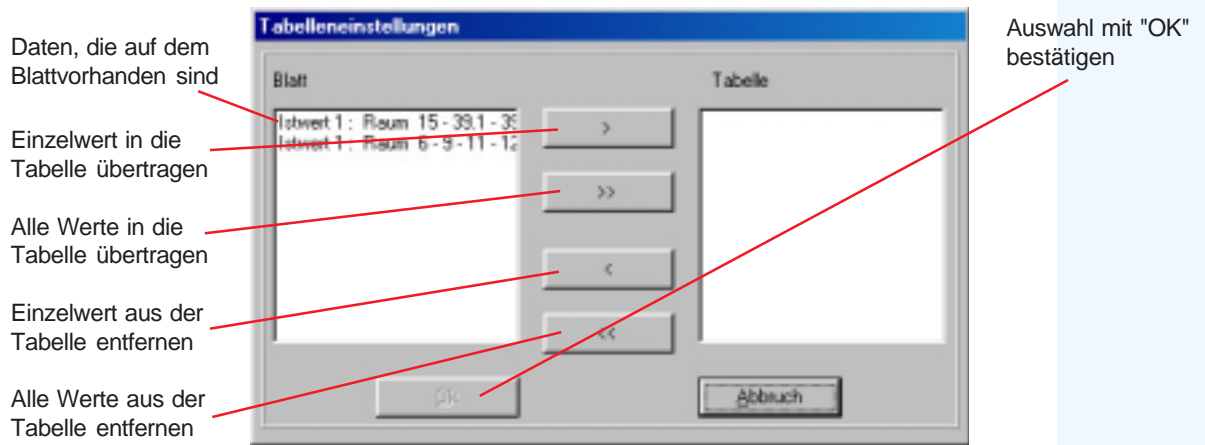 Tabelleneinstellungen
Daten, die auf dem
Blattvorhanden sind
Einzelwert in die
Tabelle übertragen
Alle Werte in die
Tabelle übertragen
Einzelwert aus der
Tabelle entfernen
Alle Werte aus der
Tabelle entfernen
Auswahl mit "OK"
bestätigen
Blatt
Istwert 1 : Raum 15 - 39.1 - 39
Istwert 1 : Raum 6 - 9 - 11 - 12
>
>>
<
<<
Tabelle
Ok
Abbruch